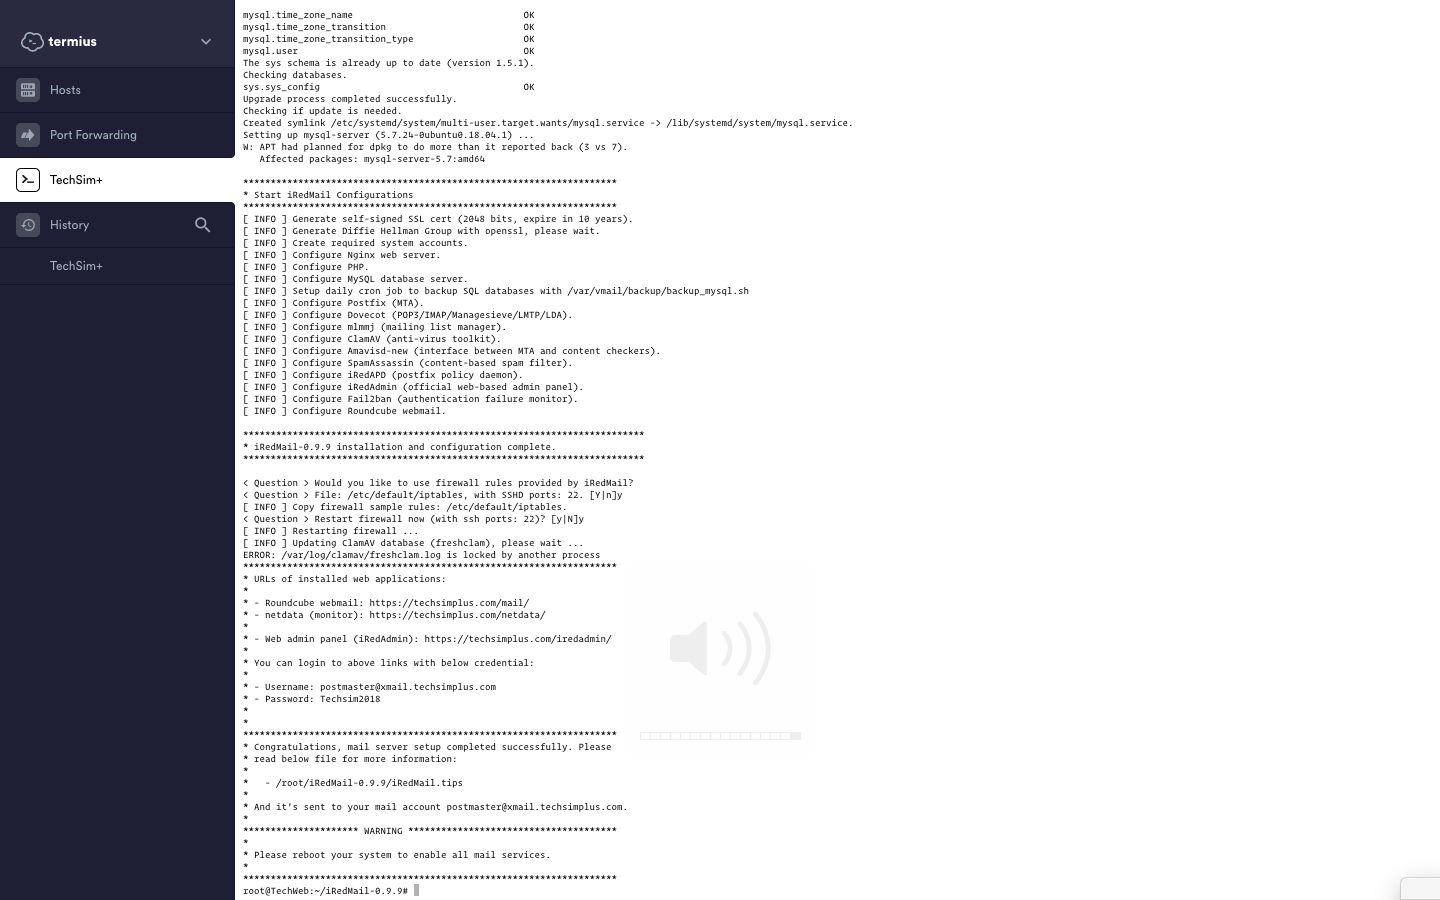 termius
Hosts
Port Forwarding
TechSim+
History
TechSim+
mysql.time_zone_name                               OK
mysql.time_zone_transition                         OK
mysql.time_zone_transition_type                    OK
mysql.user                                         OK
The sys schema is already up to date (version 1.5.1).
Checking databases.
sys.sys_config                                     OK
Upgrade process completed successfully.
Checking if update is needed.
Created symlink /etc/systemd/system/multi-user.target.wants/mysql.service -> /lib/systemd/system/mysql.service.
Setting up mysql-server (5.7.24-0ubuntu0.18.04.1) ...
W: APT had planned for dpkg to do more than it reported back (3 vs 7).
   Affected packages: mysql-server-5.7:amd64
********************************************************************
* Start iRedMail Configurations
********************************************************************
[ INFO ] Generate self-signed SSL cert (2048 bits, expire in 10 years).
[ INFO ] Generate Diffie Hellman Group with openssl, please wait.
[ INFO ] Create required system accounts.
[ INFO ] Configure Nginx web server.
[ INFO ] Configure PHP.
[ INFO ] Configure MySQL database server.
[ INFO ] Setup daily cron job to backup SQL databases with /var/vmail/backup/backup_mysql.sh
[ INFO ] Configure Postfix (MTA).
[ INFO ] Configure Dovecot (POP3/IMAP/Managesieve/LMTP/LDA).
[ INFO ] Configure mlmmj (mailing list manager).
[ INFO ] Configure ClamAV (anti-virus toolkit).
[ INFO ] Configure Amavisd-new (interface between MTA and content checkers).
[ INFO ] Configure SpamAssassin (content-based spam filter).
[ INFO ] Configure iRedAPD (postfix policy daemon).
[ INFO ] Configure iRedAdmin (official web-based admin panel).
[ INFO ] Configure Fail2ban (authentication failure monitor).
[ INFO ] Configure Roundcube webmail.
*************************************************************************
* iRedMail-0.9.9 installation and configuration complete.
*************************************************************************
< Question > Would you like to use firewall rules provided by iRedMail?
< Question > File: /etc/default/iptables, with SSHD ports: 22. [Y|n]y
[ INFO ] Copy firewall sample rules: /etc/default/iptables.
< Question > Restart firewall now (with ssh ports: 22)? [y|N]y
[ INFO ] Restarting firewall ...
[ INFO ] Updating ClamAV database (freshclam), please wait ...
ERROR: /var/log/clamav/freshclam.log is locked by another process
********************************************************************
* URLs of installed web applications:
*
* - Roundcube webmail: https://techsimplus.com/mail/
* - netdata (monitor): https://techsimplus.com/netdata/
*
* - Web admin panel (iRedAdmin): https://techsimplus.com/iredadmin/
*
* You can login to above links with below credential:
*
* - Username: postmaster@xmail.techsimplus.com
* - Password: Techsim2018
*
*
********************************************************************
* Congratulations, mail server setup completed successfully. Please
* read below file for more information:
*
*   - /root/iRedMail-0.9.9/iRedMail.tips
*
* And it's sent to your mail account postmaster@xmail.techsimplus.com.
*
********************* WARNING **************************************
*
* Please reboot your system to enable all mail services.
*
********************************************************************
root@TechWeb:~/iRedMail-0.9.9#